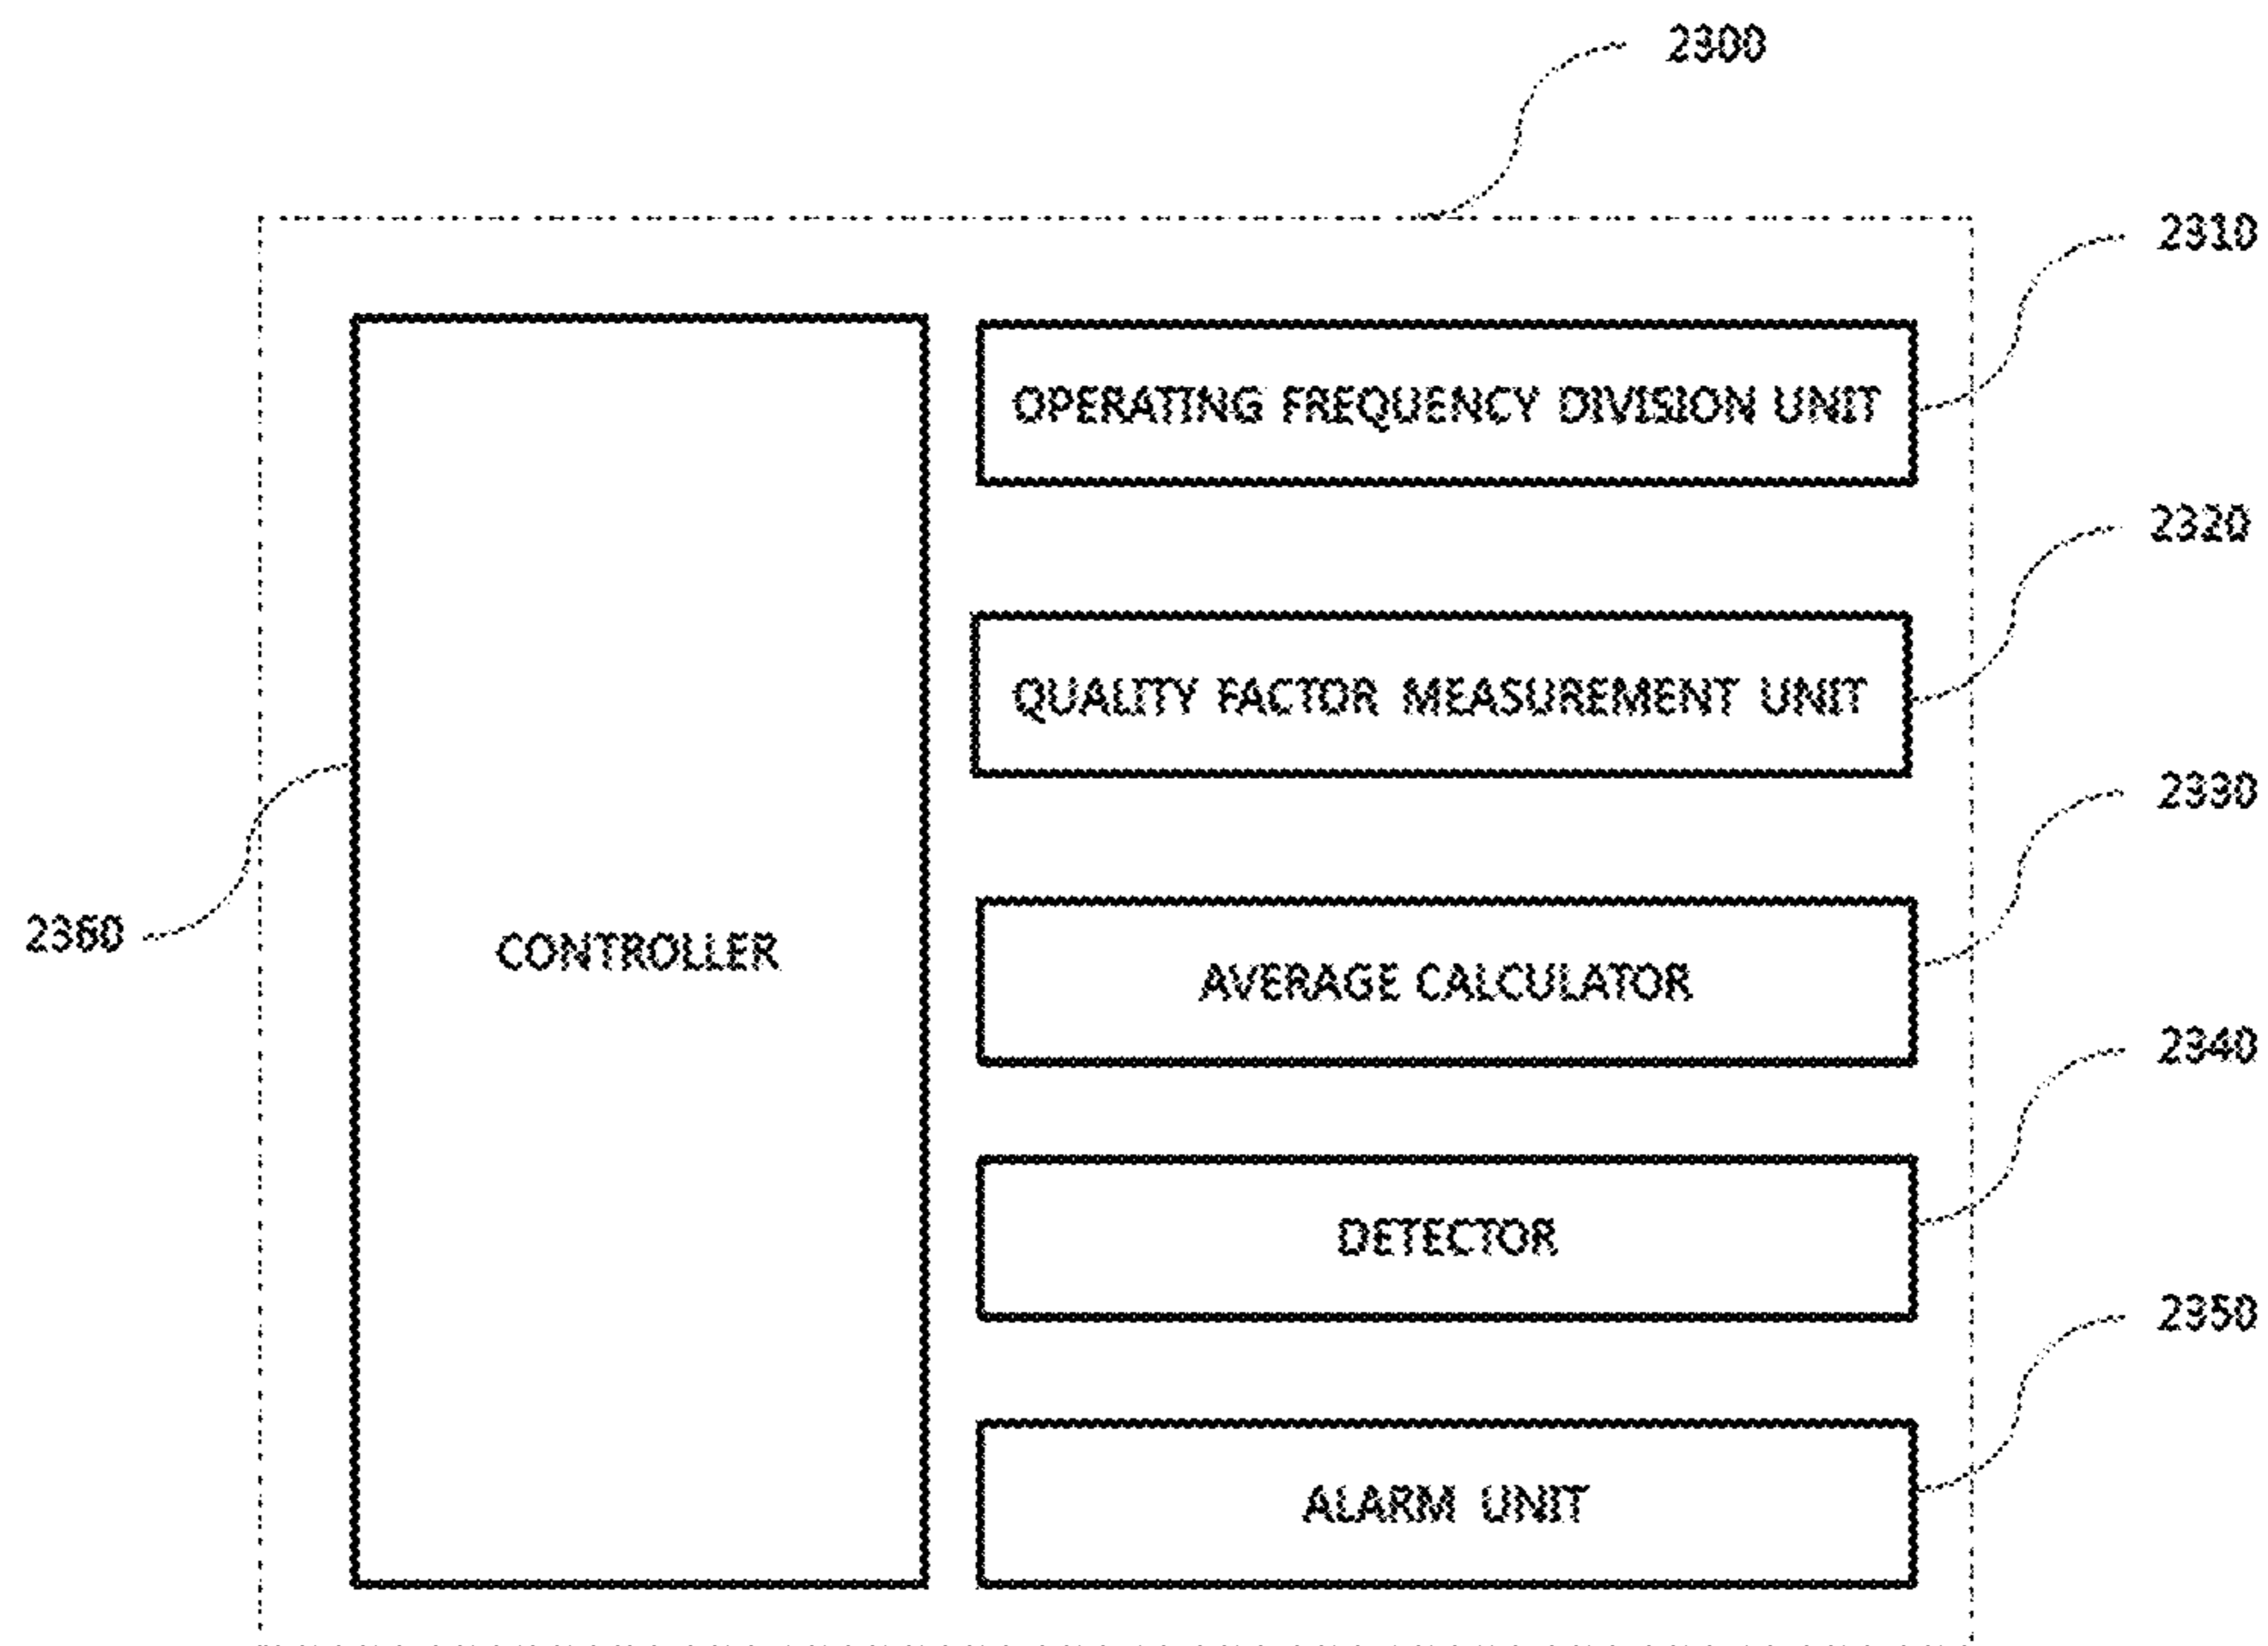 2300
2310
OPERATING FREQUENCY DIVISION UNIT
2320
QUALITY FACTOR MEASUREMENT UNIT
2330
2360
CONTROLLER
AVERAGE CALCULATOR
2340
DETECTOR
2350
ALARM UNIT